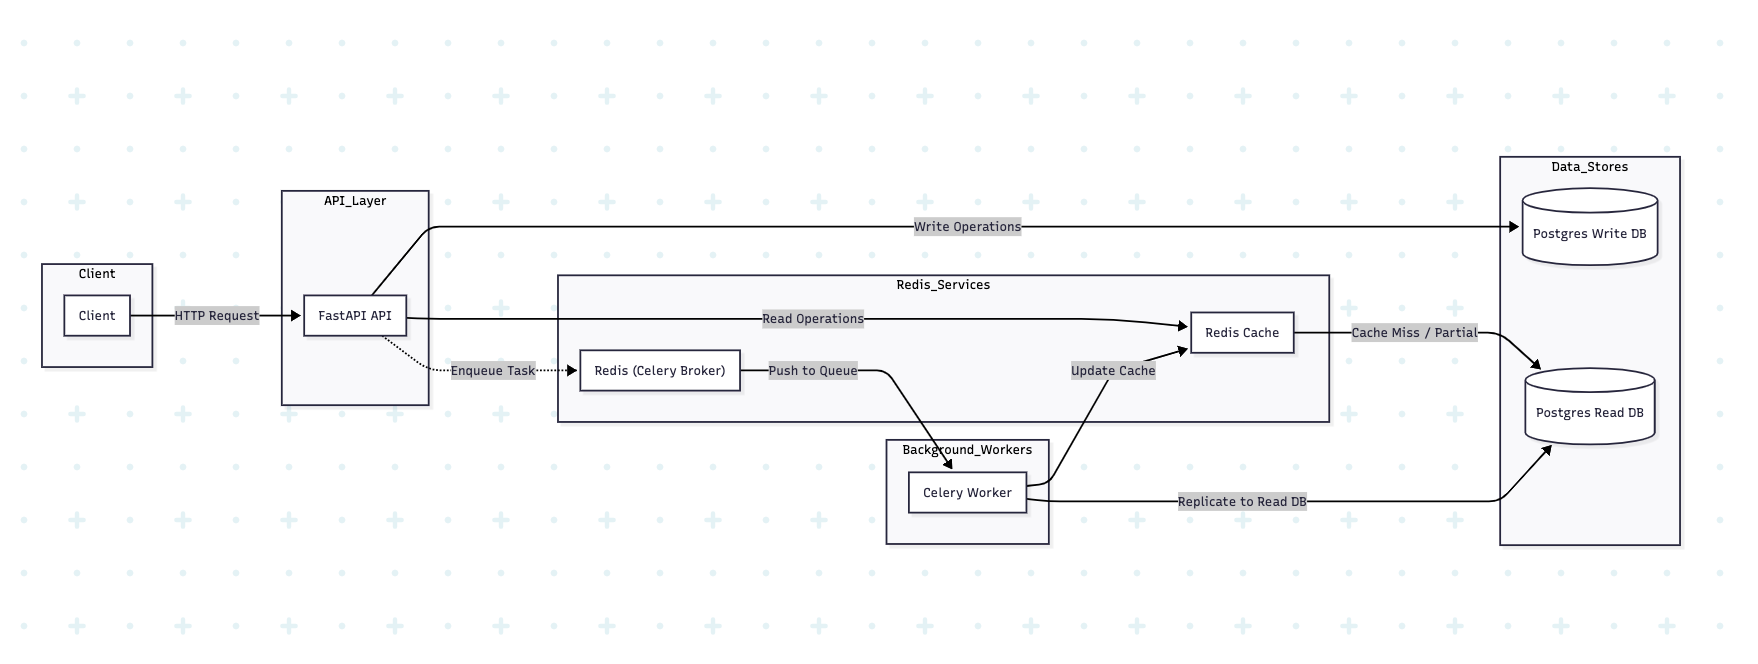 Data_Stores
API_Layer
Write Operations
Postgres Write DB
Client
Redis_Services
Client
HTTP Request
FastAPI API
Read Operations
Redis Cache
Cache Miss / Partial
Enqueue Task
Redis (Celery Broker)
Push to Queue
Update Cache
Postgres Read DB
Background_Workers
Celery Worker
Replicate to Read DB